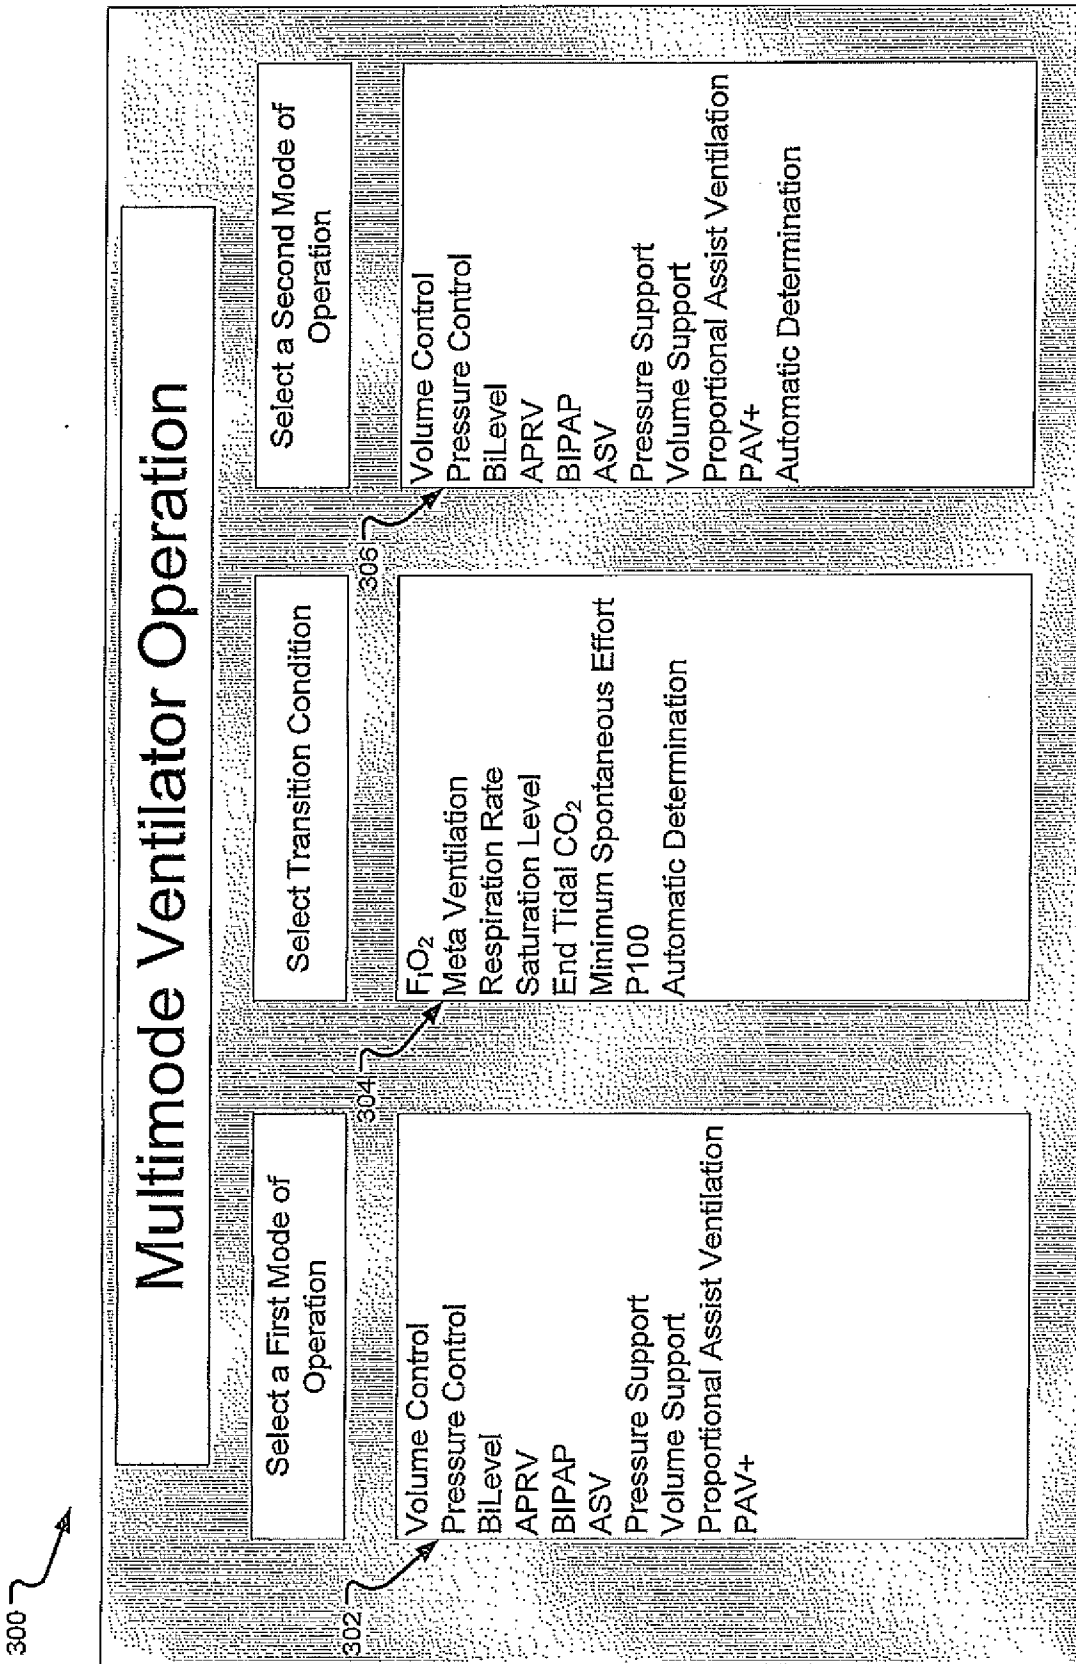 300
Multimode Ventilator Operation
Select a First Mode of
Operation
302
Volume Control
Pressure Control
BiLevel
APRV
BIPAP
ASV
Pressure Support
Volume Support
Proportional Assist Ventilation
PAV+
Select Transition Condition
304
FIO2
Meta Ventilation
Respiration Rate
Saturation Level
End Tidal CO2
Minimum Spontaneous Effort
P100
Automatic Determination
Select a Second Mode of
Operation
306
Volume Control
Pressure Control
BiLevel
APRV
BIPAP
ASV
Pressure Support
Volume Support
Proportional Assist Ventilation
PAV+
Automatic Determination